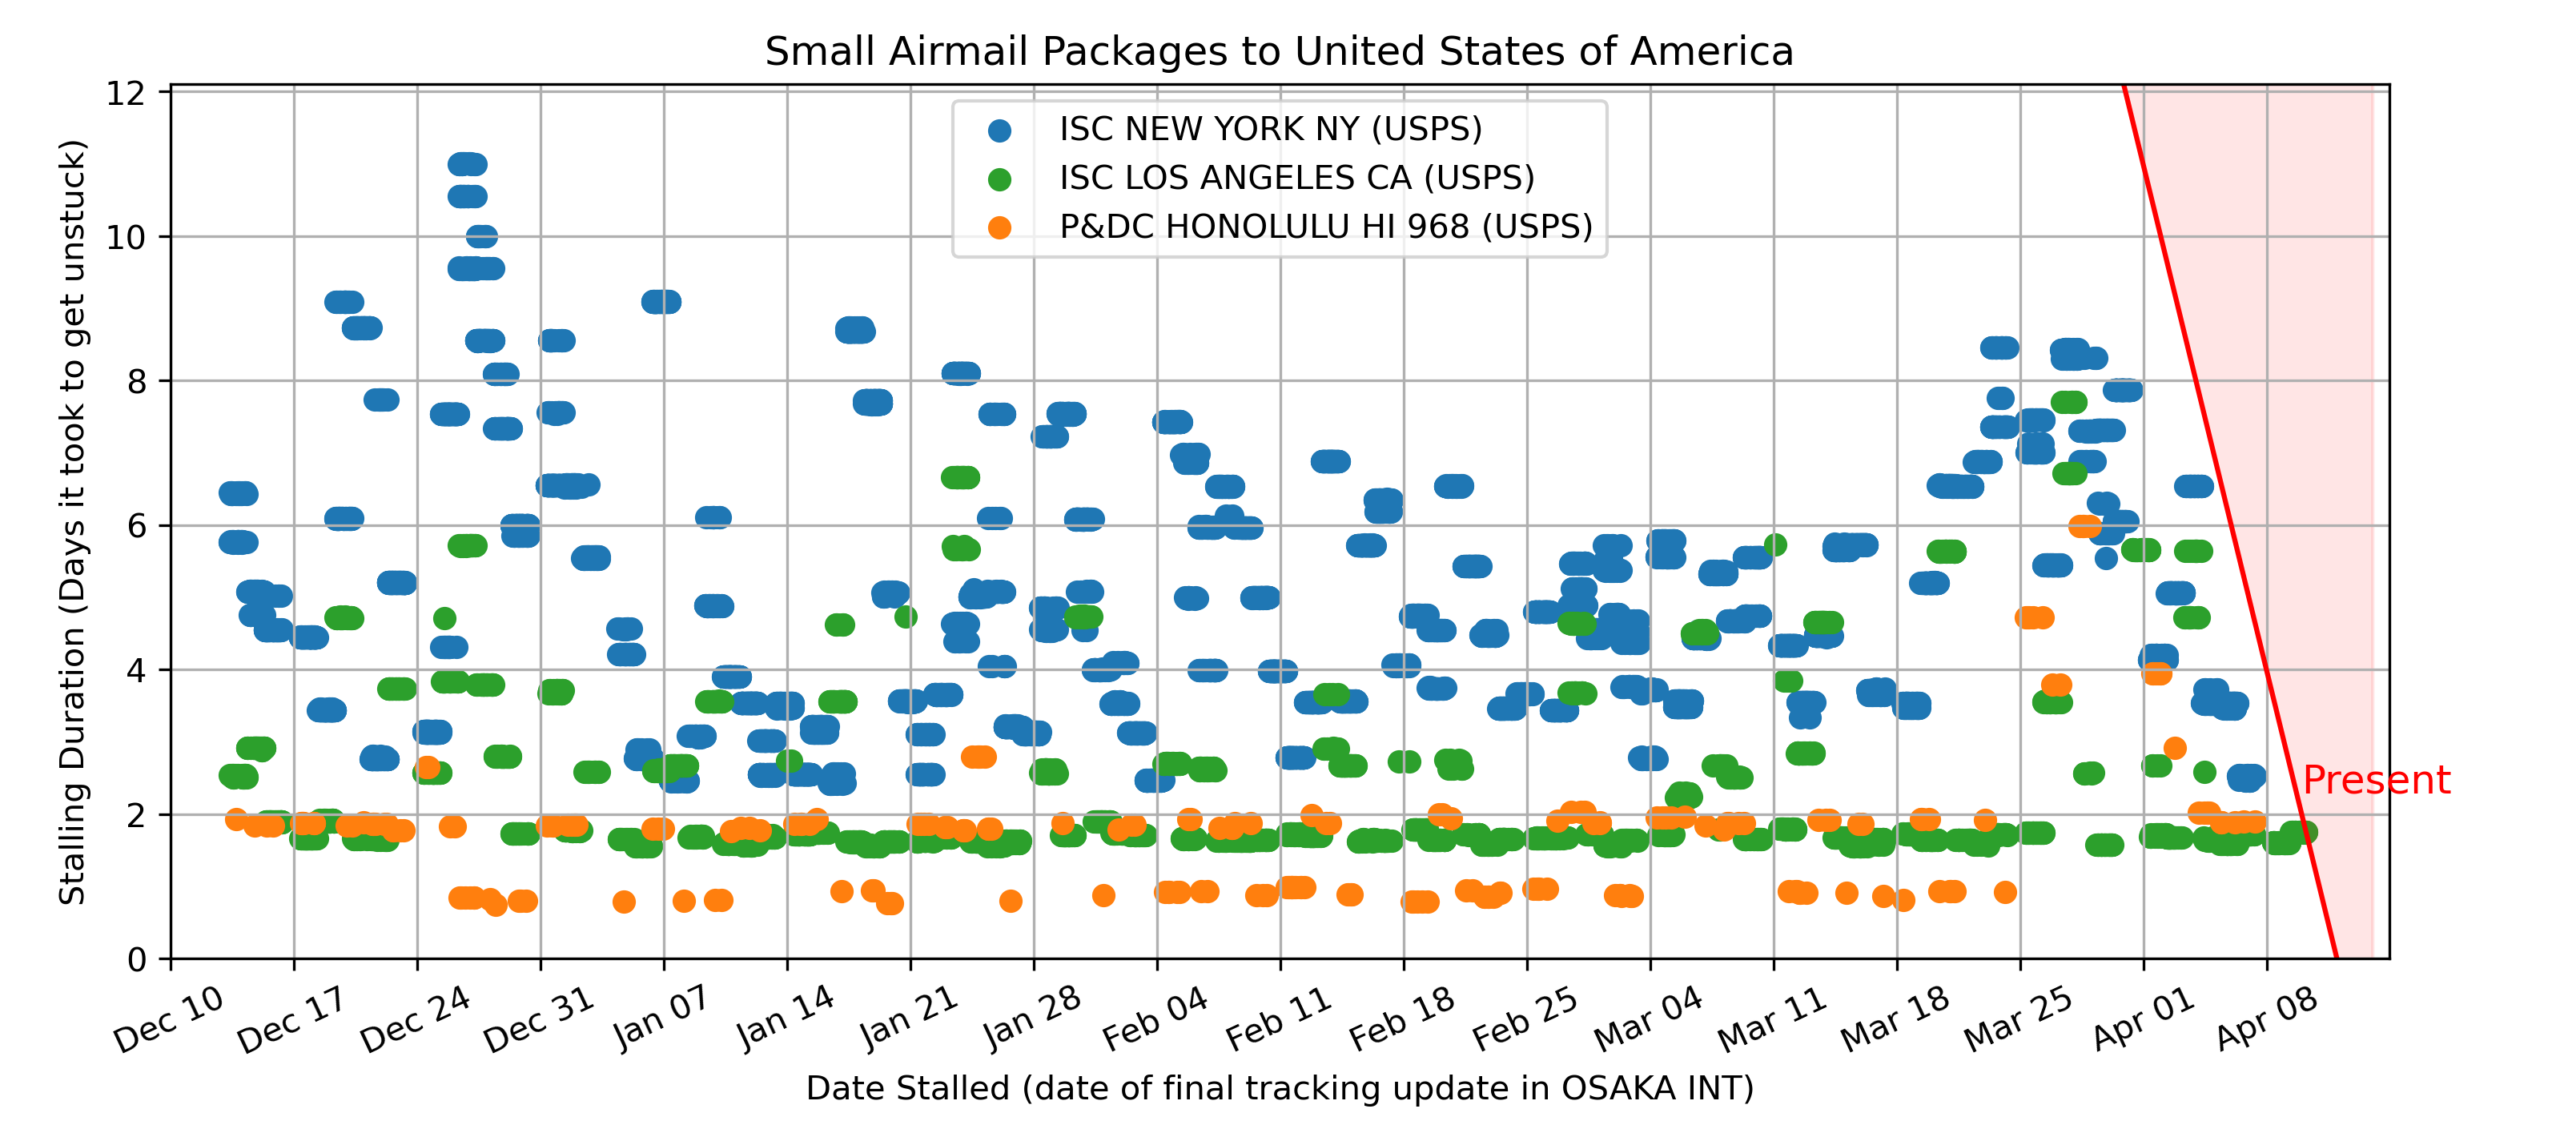 Small Airmail Packages to United States of America
Stalling Duration (Days it took to get unstuck)
12
10
8
6
4
2
0
ISC NEW YORK NY (USPS)
ISC LOS ANGELES CA (USPS)
P&DC HONOLULU HI 968 (USPS)
Present
Dec 10
Dec 17
Dec 24
Dec 31
Jan 07
Jan 14
Jan 21
Jan 28
Feb 04
Feb 11
Feb 18
Feb 25
Mar 04
Mar 11
Mar 18
Mar 25
Apr 01
Apr 08
Date Stalled (date of final tracking update in OSAKA INT)